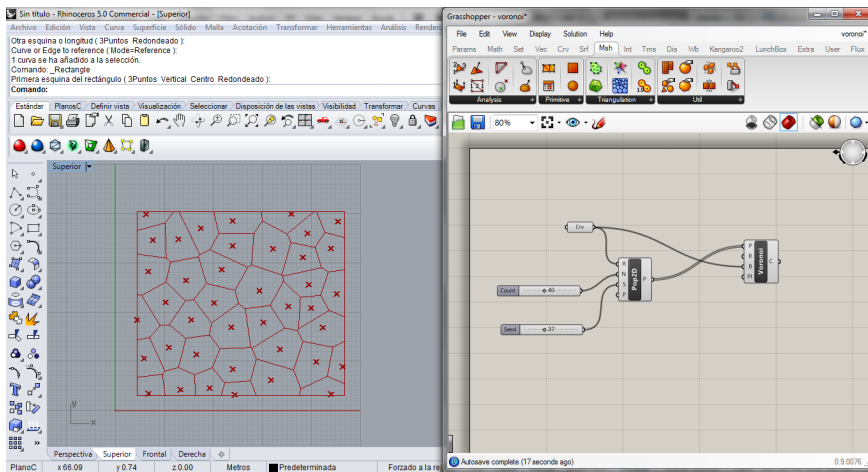 Sin título - Rhinoceros 5.0 Commercial - [Superior]
Archivo Edición Vista Curva Superficie Sólido Malla Acotación Transformar Herramientas Análisis Renderi
Otra esquina o longitud ( 3Puntos Redondeado ):
Curve or Edge to reference ( Mode=Reference ):
1 curva se ha añadido a la selección.
Comando: _Rectangle
Primera esquina del rectángulo ( 3Puntos Vertical Centro Redondeado ):
Comando:
Estándar PlanosC Definir vista Visualización Seleccionar Disposición de las vistas Visibilidad Transformar Curvas
Superior
y
x
Perspectiva Superior Frontal Derecha
PlanoC x 66.09 y 0.74 z 0.00 Metros Predeterminada Forzado a la rej
Grasshopper - voronoi*
File Edit View Display Solution Help voronoi*
Params Math Set Vec Crv Srf Msh Int Trns Dis Wb Kangaroo2 LunchBox Extra User Flux
Analysis Primitive Triangulation Util
80%
Crv
R
N
S
P
Pop2D
P
Count 40
Seed 37
P
R
B
Pl
Voronoi
C
Autosave complete (17 seconds ago) 0.9.0076